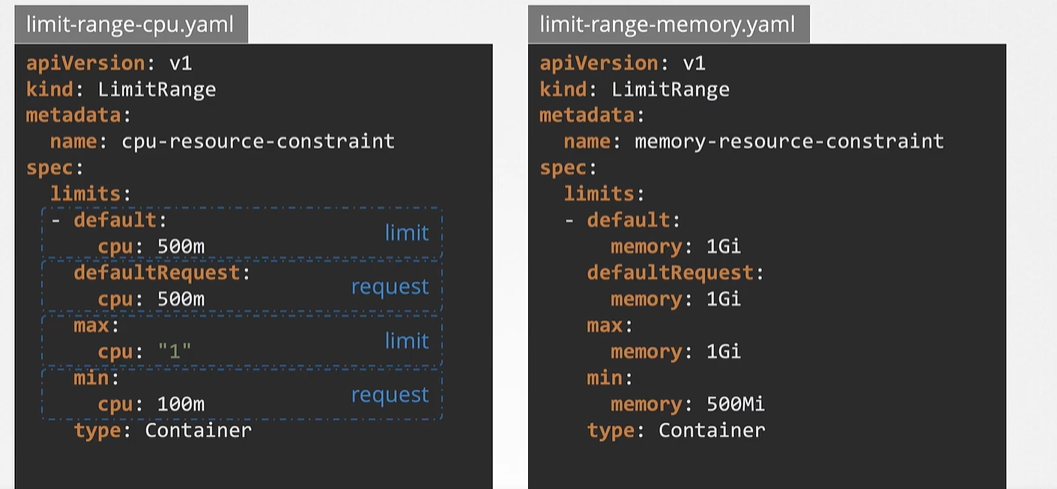 limit-range-cpu.yaml
apiVersion: v1
kind: LimitRange
metadata:
  name: cpu-resource-constraint
spec:
  limits:
  - default:
      cpu: 500m
limit
    defaultRequest:
      cpu: 500m
request
    max:
      cpu: "1"
limit
    min:
      cpu: 100m
request
    type: Container
limit-range-memory.yaml
apiVersion: v1
kind: LimitRange
metadata:
  name: memory-resource-constraint
spec:
  limits:
  - default:
      memory: 1Gi
    defaultRequest:
      memory: 1Gi
    max:
      memory: 1Gi
    min:
      memory: 500Mi
    type: Container